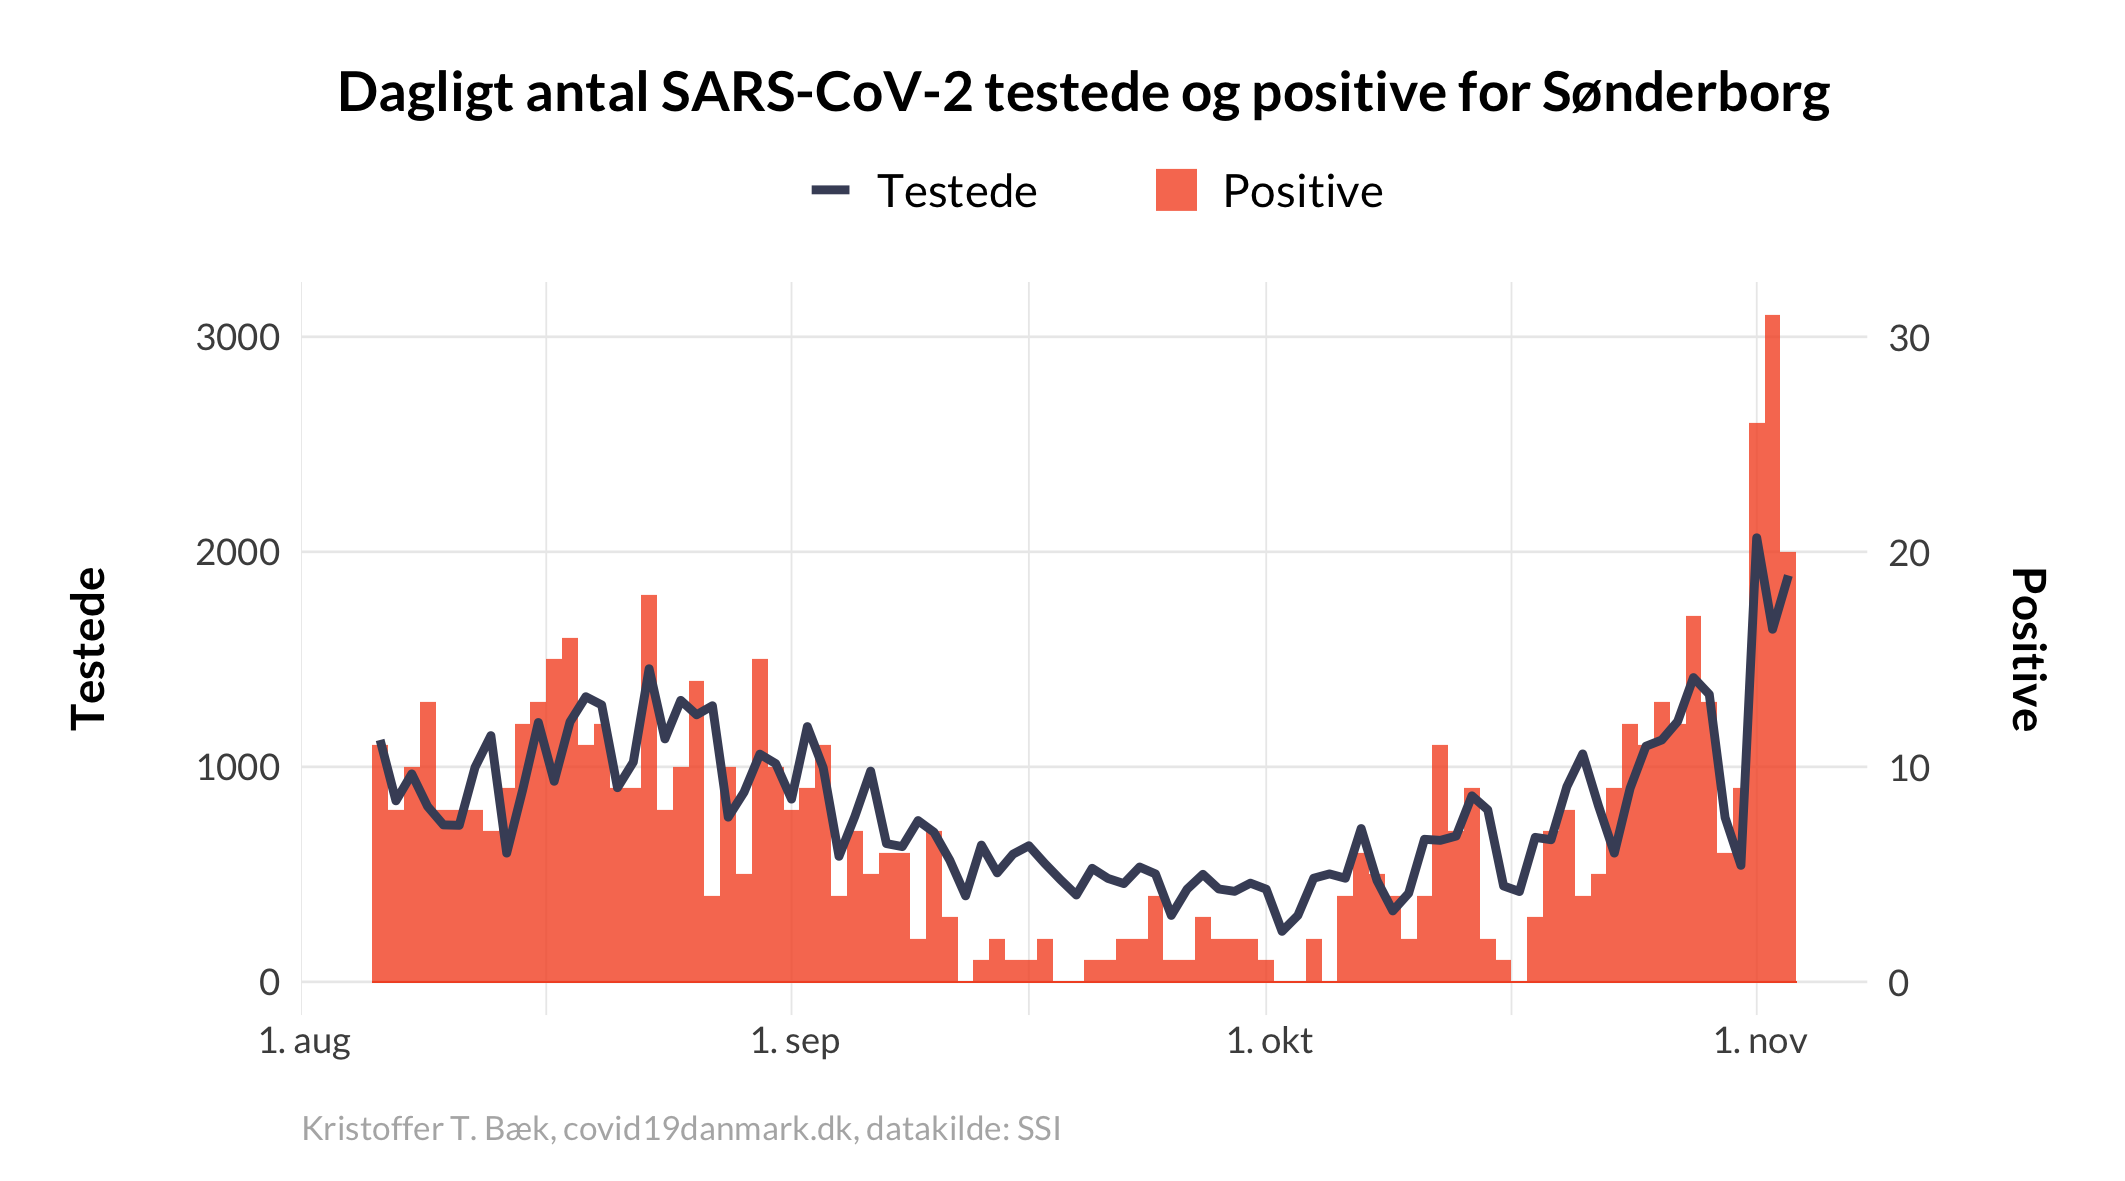 Dagligt antal SARS-CoV-2 testede og positive for Sønderborg
Testede
Positive
3000
2000
1000
0
Testede
30
20
10
0
Positive
1. aug
1. sep
1. okt
1. nov
Kristoffer T. Bæk, covid19danmark.dk, datakilde: SSI